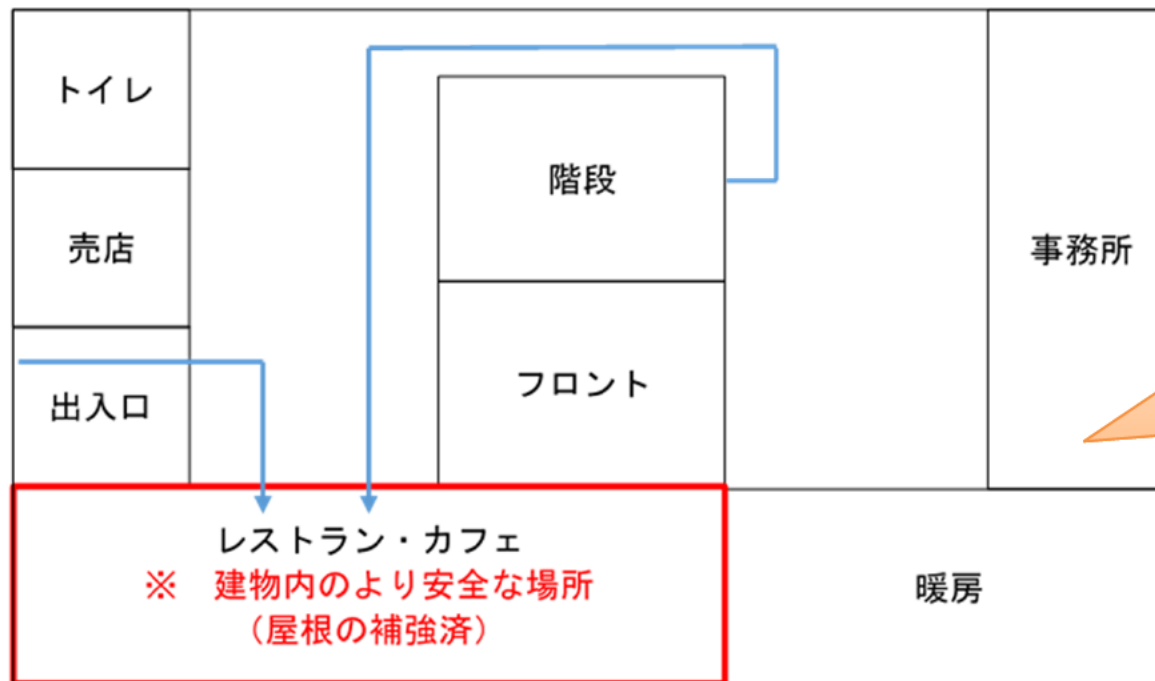 トイレ
階段
売店
事務所
フロント
出入口
レストラン・カフェ
※　建物内のより安全な場所
（屋根の補強済）
暖房